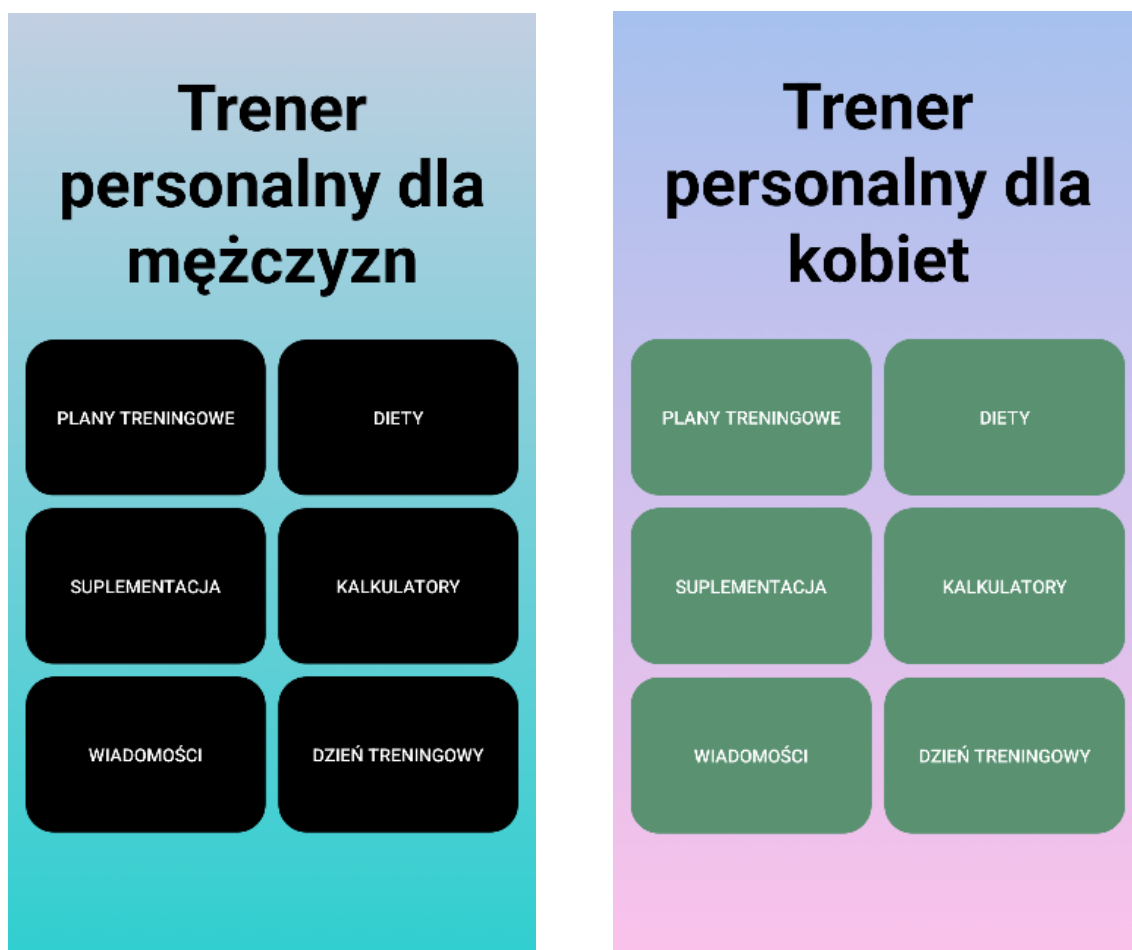 Trener
personalny dla
mężczyzn
PLANY TRENINGOWE
DIETY
SUPLEMENTACJA
KALKULATORY
WIADOMOŚCI
DZIEŃ TRENINGOWY
Trener
personalny dla
kobiet
PLANY TRENINGOWE
DIETY
SUPLEMENTACJA
KALKULATORY
WIADOMOŚCI
DZIEŃ TRENINGOWY